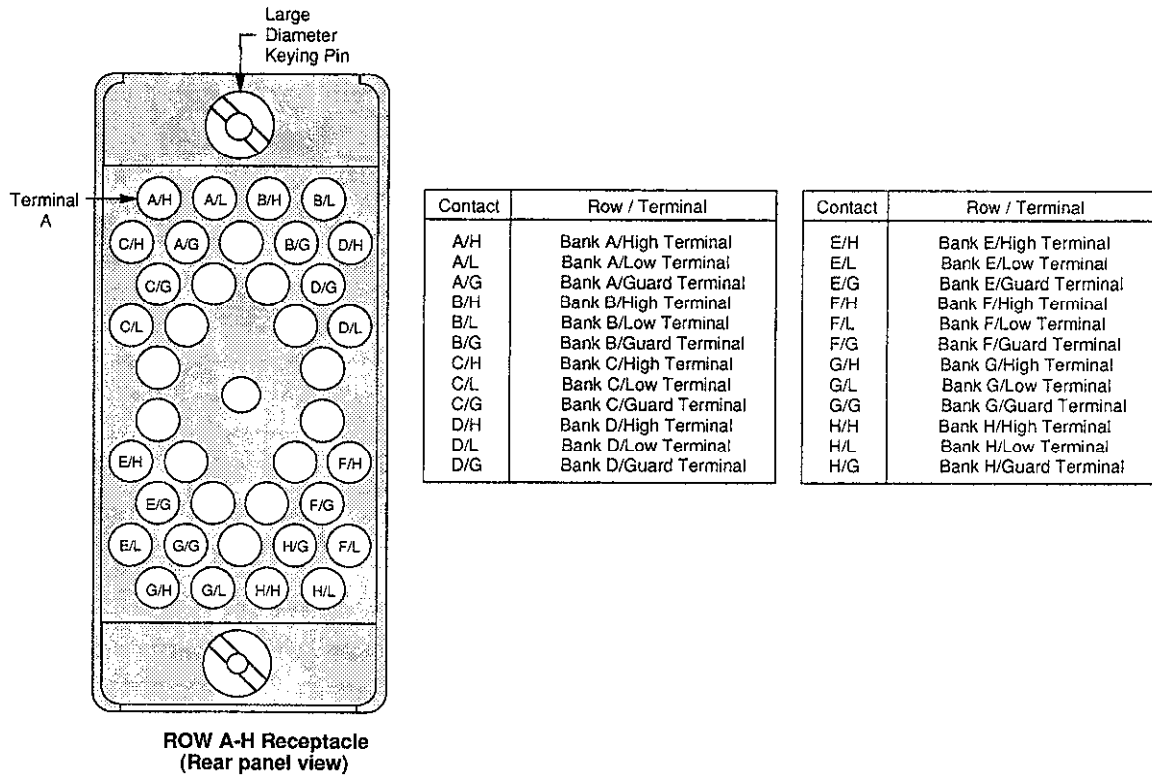 Large
Diameter
Keying Pin
Terminal
A
A/H A/L B/H B/L
C/H A/G B/G D/H
C/G D/G
C/L D/L
E/H F/H
E/G F/G
E/L G/G H/G F/L
G/H G/L H/H H/L
ROW A-H Receptacle
(Rear panel view)
Contact Row / Terminal
A/H Bank A/High Terminal
A/L Bank A/Low Terminal
A/G Bank A/Guard Terminal
B/H Bank B/High Terminal
B/L Bank B/Low Terminal
B/G Bank B/Guard Terminal
C/H Bank C/High Terminal
C/L Bank C/Low Terminal
C/G Bank C/Guard Terminal
D/H Bank D/High Terminal
D/L Bank D/Low Terminal
D/G Bank D/Guard Terminal
Contact Row / Terminal
E/H Bank E/High Terminal
E/L Bank E/Low Terminal
E/G Bank E/Guard Terminal
F/H Bank F/High Terminal
F/L Bank F/Low Terminal
F/G Bank F/Guard Terminal
G/H Bank G/High Terminal
G/L Bank G/Low Terminal
G/G Bank G/Guard Terminal
H/H Bank H/High Terminal
H/L Bank H/Low Terminal
H/G Bank H/Guard Terminal